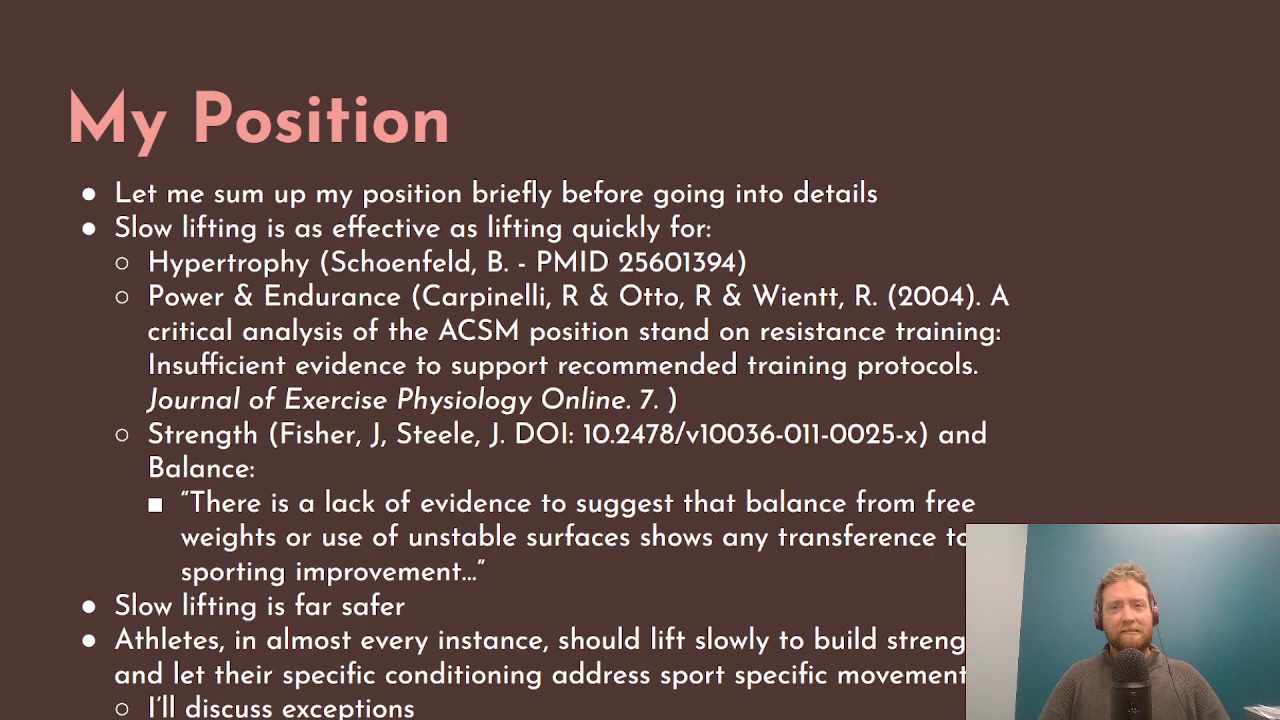 My Position
● Let me sum up my position briefly before going into details
● Slow lifting is as effective as lifting quickly for:
○ Hypertrophy (Schoenfeld, B. - PMID 25601394)
○ Power & Endurance (Carpinelli, R & Otto, R & Wientt, R. (2004). A
critical analysis of the ACSM position stand on resistance training:
Insufficient evidence to support recommended training protocols.
Journal of Exercise Physiology Online. 7. )
○ Strength (Fisher, J, Steele, J. DOI: 10.2478/v10036-011-0025-x) and
Balance:
■ “There is a lack of evidence to suggest that balance from free
weights or use of unstable surfaces shows any transference to
sporting improvement...”
● Slow lifting is far safer
● Athletes, in almost every instance, should lift slowly to build streng
and let their specific conditioning address sport specific movement
○ I’ll discuss exceptions